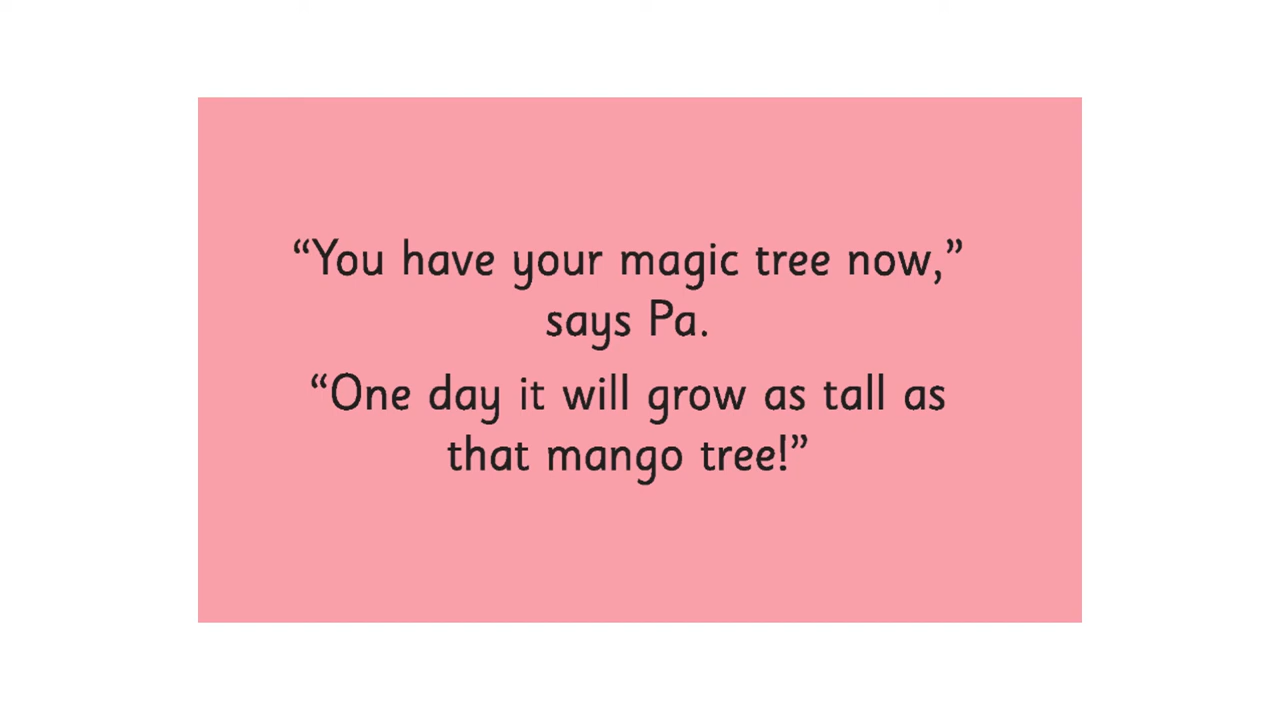 “You have your magic tree now,”
says Pa.
“One day it will grow as tall as
that mango tree!”